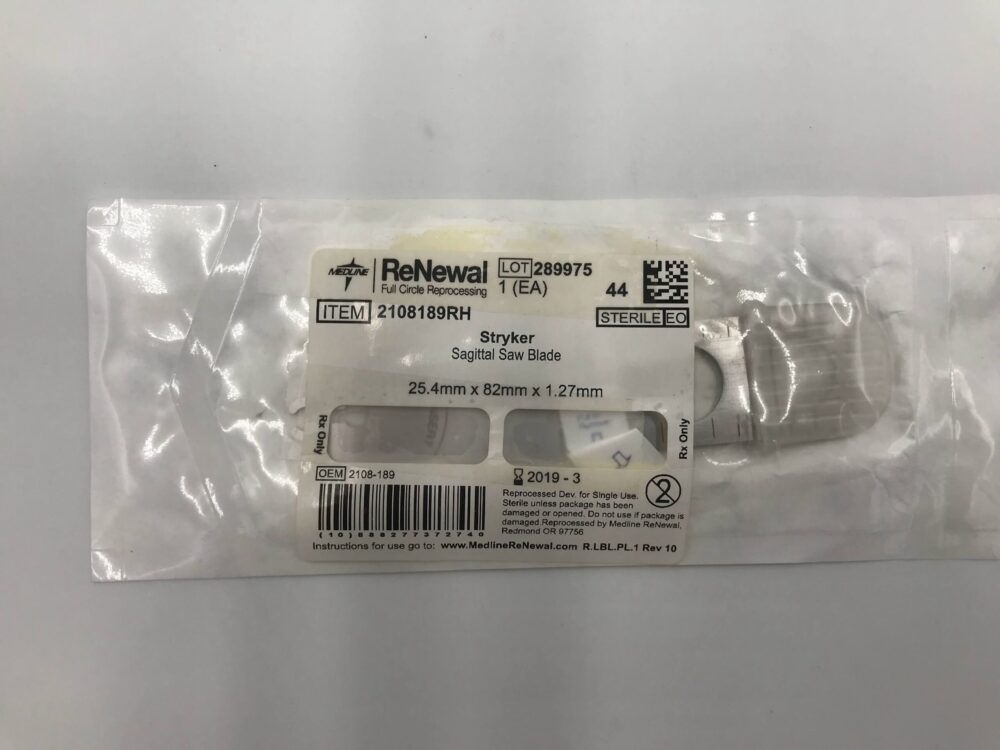 MEDLINE
ReNewal
Full Circle Reprocessing
LOT 289975
1 (EA)
44
ITEM 2108189RH
STERILE EO
Stryker
Sagittal Saw Blade
25.4mm x 82mm x 1.27mm
Rx Only
Rx Only
OEM 2108-189
2019 - 3
2
Reprocessed Dev. for Single Use.
Sterile unless package has been
damaged or opened. Do not use if package is
damaged.Reprocessed by Medline ReNewal,
Redmond OR 97756
(10)888277372740
Instructions for use go to: www.MedlineReNewal.com R.LBL.PL.1 Rev 10